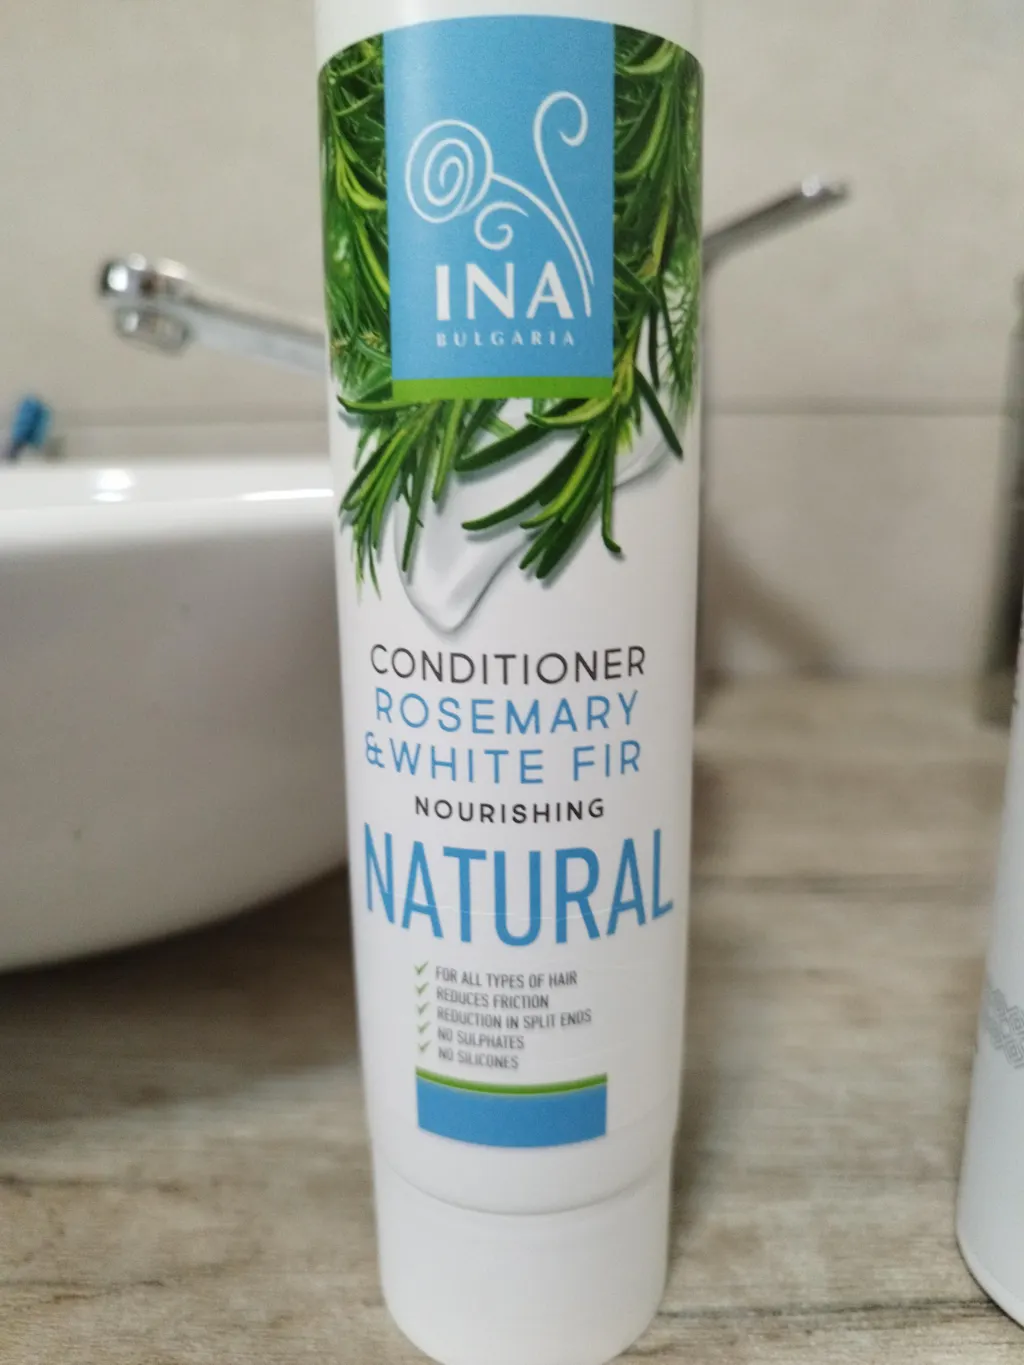 INA
BULGARIA
CONDITIONER
ROSEMARY
&WHITE FIR
NOURISHING
NATURAL
FOR ALL TYPES OF HAIR
REDUCES FRICTION
REDUCTION IN SPLIT ENDS
NO SULPHATES
NO SILICONES